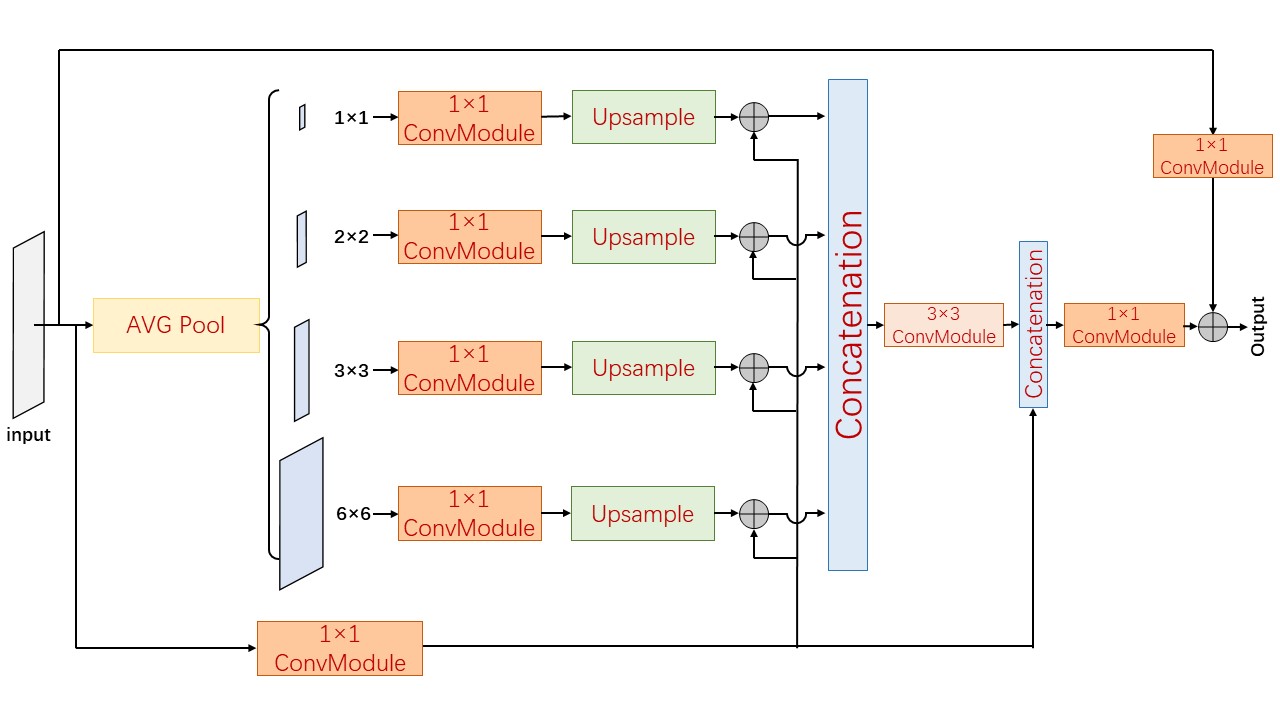 1×1
ConvModule
Upsample
1×1
1×1
ConvModule
2×2
1×1
ConvModule
Upsample
input
AVG Pool
3×3
1×1
ConvModule
Upsample
6×6
1×1
ConvModule
Upsample
1×1
ConvModule
Concatenation
3×3
ConvModule
Concatenation
1×1
ConvModule
Output